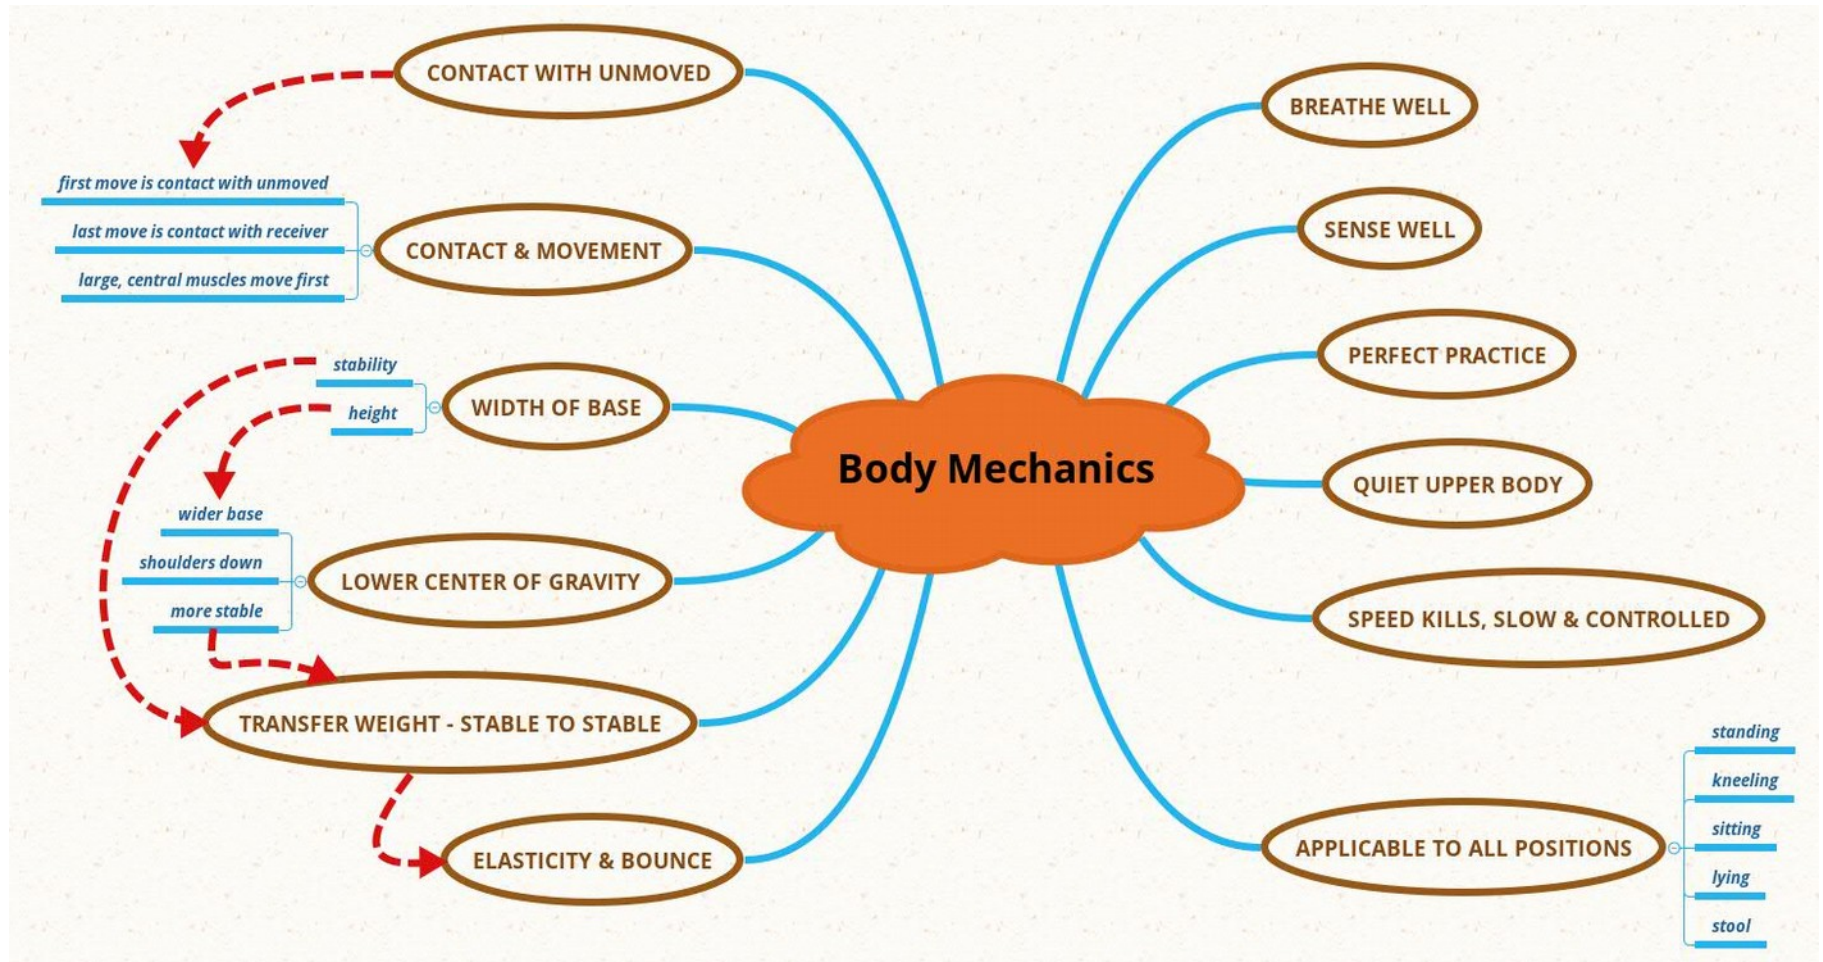 CONTACT WITH UNMOVED
first move is contact with unmoved
last move is contact with receiver
large, central muscles move first
CONTACT & MOVEMENT
stability
height
WIDTH OF BASE
wider base
shoulders down
more stable
LOWER CENTER OF GRAVITY
TRANSFER WEIGHT - STABLE TO STABLE
ELASTICITY & BOUNCE
Body Mechanics
BREATHE WELL
SENSE WELL
PERFECT PRACTICE
QUIET UPPER BODY
SPEED KILLS, SLOW & CONTROLLED
APPLICABLE TO ALL POSITIONS
standing
kneeling
sitting
lying
stool